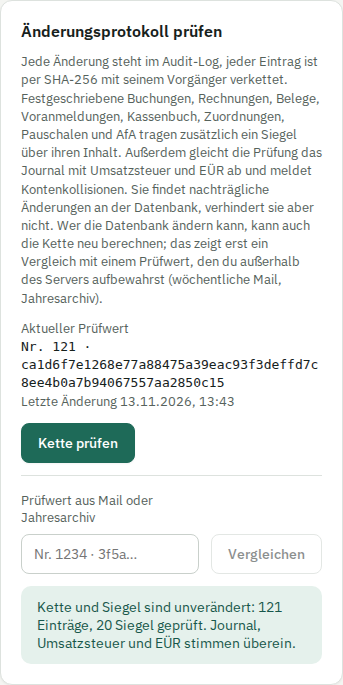 Änderungsprotokoll prüfen
Jede Änderung steht im Audit-Log, jeder Eintrag ist
per SHA-256 mit seinem Vorgänger verkettet.
Festgeschriebene Buchungen, Rechnungen, Belege,
Voranmeldungen, Kassenbuch, Zuordnungen,
Pauschalen und AfA tragen zusätzlich ein Siegel
über ihren Inhalt. Außerdem gleicht die Prüfung das
Journal mit Umsatzsteuer und EÜR ab und meldet
Kontenkollisionen. Sie findet nachträgliche
Änderungen an der Datenbank, verhindert sie aber
nicht. Wer die Datenbank ändern kann, kann auch
die Kette neu berechnen; das zeigt erst ein
Vergleich mit einem Prüfwert, den du außerhalb
des Servers aufbewahrst (wöchentliche Mail,
Jahresarchiv).
Aktueller Prüfwert
Nr. 121 ·
ca1d6f7e1268e77a88475a39eac93f3deffd7c
8ee4b0a7b94067557aa2850c15
Letzte Änderung 13.11.2026, 13:43
Kette prüfen
Prüfwert aus Mail oder
Jahresarchiv
Nr. 1234 · 3f5a...
Vergleichen
Kette und Siegel sind unverändert: 121
Einträge, 20 Siegel geprüft. Journal,
Umsatzsteuer und EÜR stimmen überein.